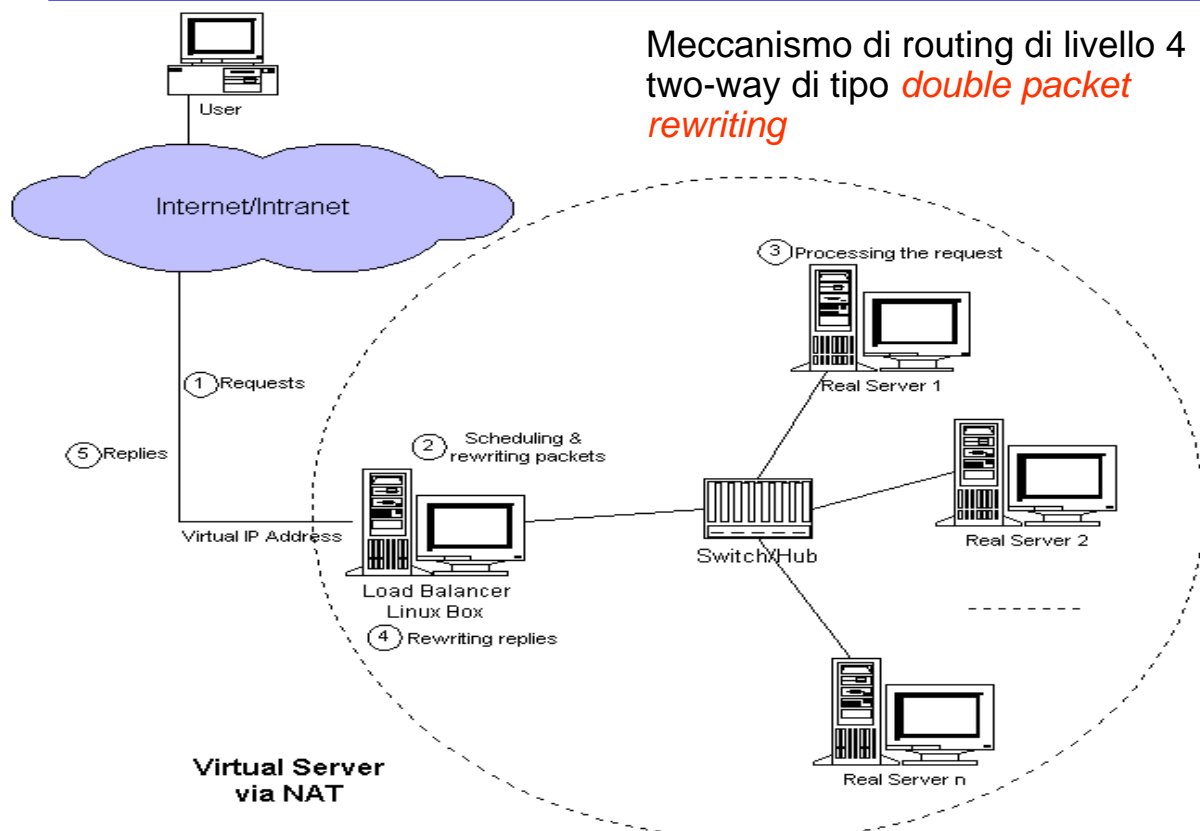 Meccanismo di routing di livello 4
two-way di tipo double packet
rewriting
User
Internet/Intranet
3 Processing the request
Real Server 1
1 Requests
5 Replies
2 Scheduling &
rewriting packets
Virtual IP Address
Switch/Hub
Real Server 2
Load Balancer
Linux Box
4 Rewriting replies
Real Server n
Virtual Server
via NAT